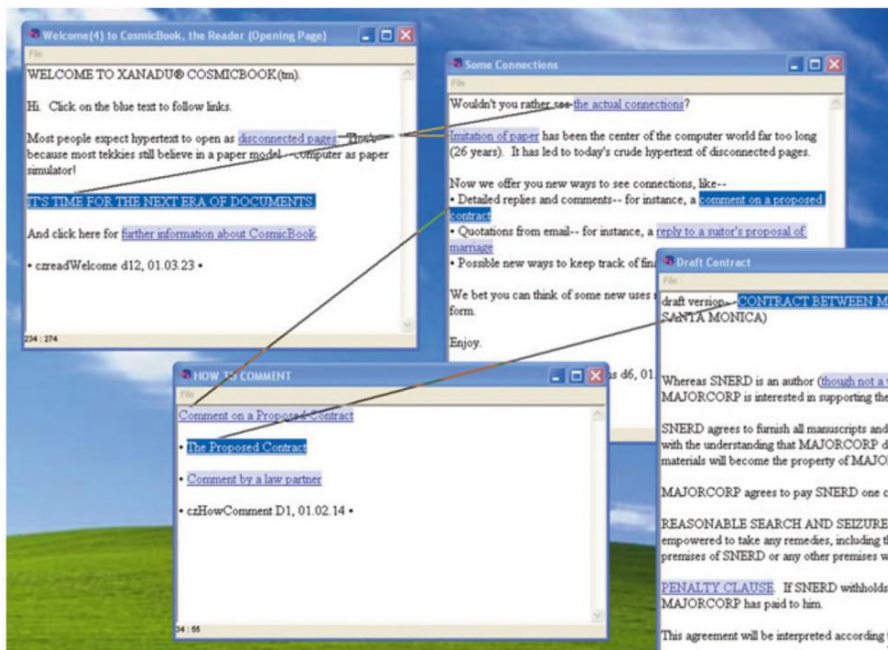 Welcome(4) to CosmicBook, the Reader (Opening Page)
File
WELCOME TO XANADU® COSMICBOOK(tm).
Hi. Click on the blue text to follow links.
Most people expect hypertext to open as disconnected pages. That's
because most tekkies still believe in a paper model--computer as paper
simulator!
IT'S TIME FOR THE NEXT ERA OF DOCUMENTS.
And click here for further information about CosmicBook.
• czreadWelcome d12, 01.03.23 •
234 : 274
Some Connections
File
Wouldn't you rather see the actual connections?
Imitation of paper has been the center of the computer world far too long
(26 years). It has led to today's crude hypertext of disconnected pages.
Now we offer you new ways to see connections, like--
• Detailed replies and comments-- for instance, a comment on a proposed
contract
• Quotations from email-- for instance, a reply to a suitor's proposal of
marriage
• Possible new ways to keep track of
We bet you can think of some new uses
form.
Enjoy.
d6, 01.
HOW TO COMMENT
File
Comment on a Proposed Contract
• The Proposed Contract
• Comment by a law partner
• czHowComment D1, 01.02.14 •
34 : 65
Draft Contract
File
draft version-- CONTRACT BETWEEN
SANTA MONICA)
Whereas SNERD is an author (though not a
MAJORCORP is interested in supporting the
SNERD agrees to furnish all manuscripts and
with the understanding that MAJORCORP
materials will become the property of
MAJORCORP agrees to pay SNERD one
REASONABLE SEARCH AND SEIZURE
empowered to take any remedies, including
premises of SNERD or any other premises
PENALTY CLAUSE. If SNERD withholds
MAJORCORP has paid to him.
This agreement will be interpreted according